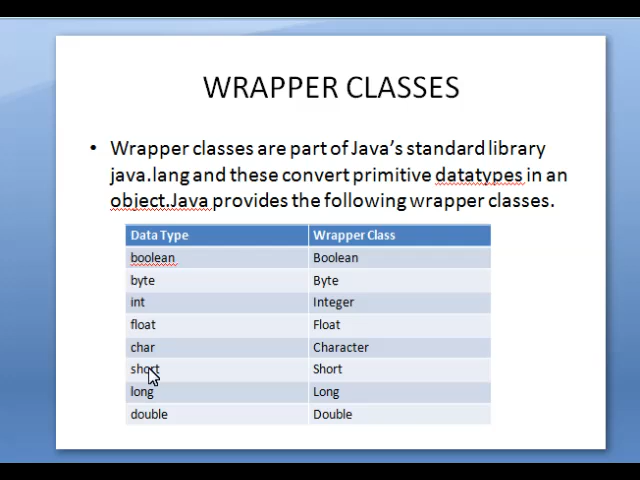 WRAPPER CLASSES
• Wrapper classes are part of Java's standard library
java.lang and these convert primitive datatypes in an
object.Java provides the following wrapper classes.
Data Type Wrapper Class
boolean Boolean
byte Byte
int Integer
float Float
char Character
short Short
long Long
double Double